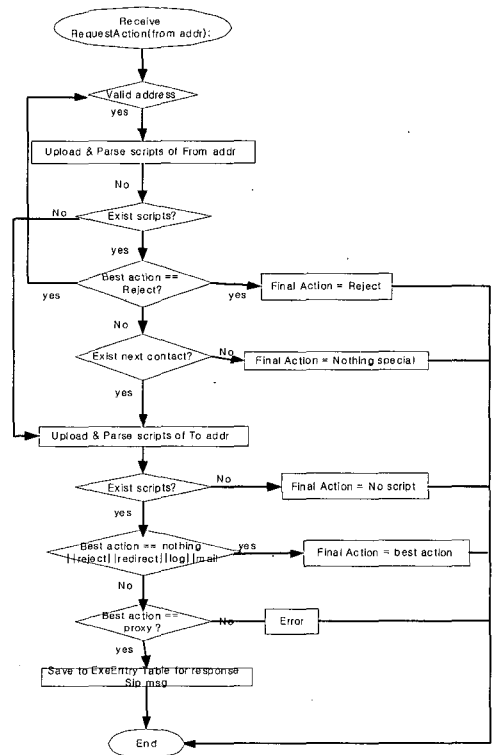 Receive
RequestAction(from addr);
Valid address
yes
Upload & Parse scripts of From addr
No
No
Exist scripts?
yes
Best action ==
Reject?
yes
yes
Final Action = Reject
No
Exist next contact?
No
Final Action = Nothing special
yes
Upload & Parse scripts of To addr
Exist scripts?
No
Final Action = No script
yes
Best action == nothing
||reject||redirect||log||mail
yes
Final Action = best action
No
Best action ==
proxy?
No
Error
yes
Save to ExeEntry Table for response
Sip msg
End